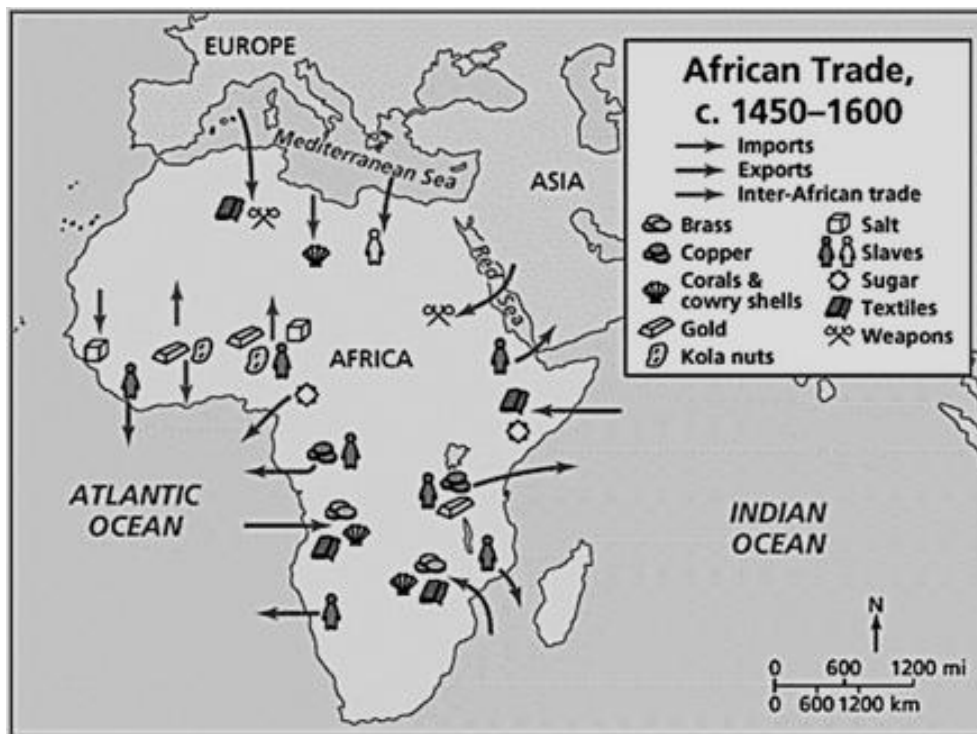 EUROPE
Mediterranean Sea
ASIA
Red Sea
AFRICA
ATLANTIC
OCEAN
INDIAN
OCEAN
African Trade,
c. 1450–1600
Imports
Exports
Inter-African trade
Brass
Copper
Corals &
cowry shells
Gold
Kola nuts
Salt
Slaves
Sugar
Textiles
Weapons
N
0 600 1200 mi
0 600 1200 km